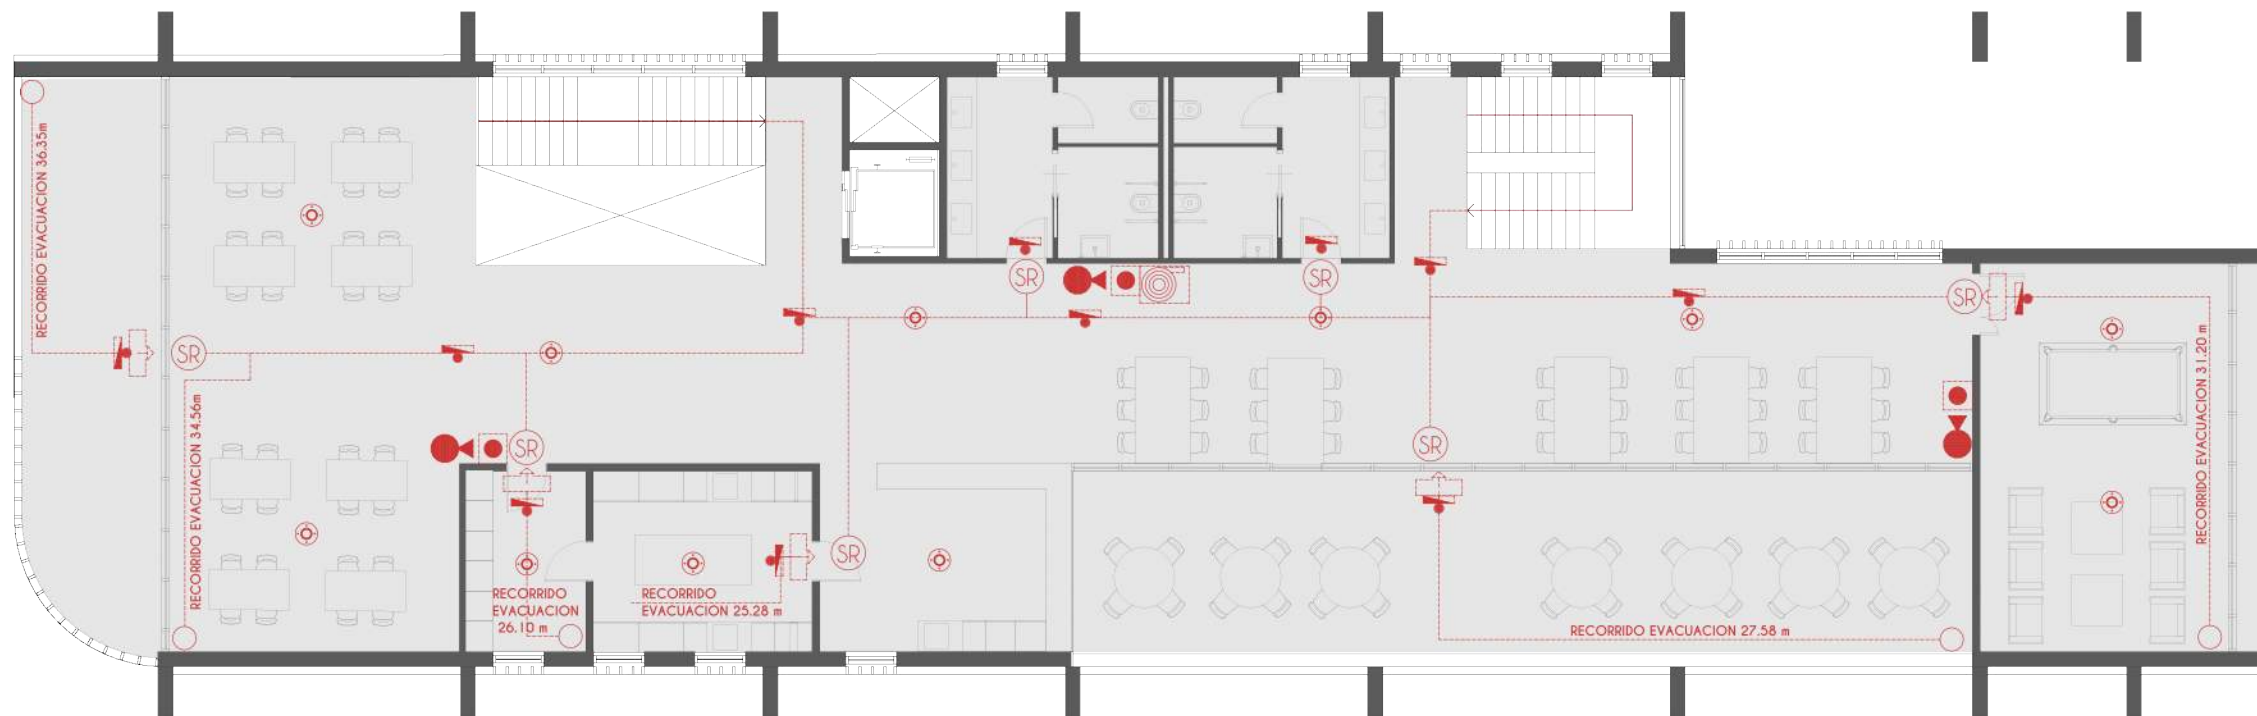 RECORRIDO EVACUACION 36.35m
SR
SR
SR
SR
RECORRIDO EVACUACION 34.56m
SR
SR
SR
RECORRIDO EVACUACION 31.20 m
RECORRIDO
EVACUACION
26.10 m
RECORRIDO
EVACUACION 25.28 m
SR
RECORRIDO EVACUACION 27.58 m